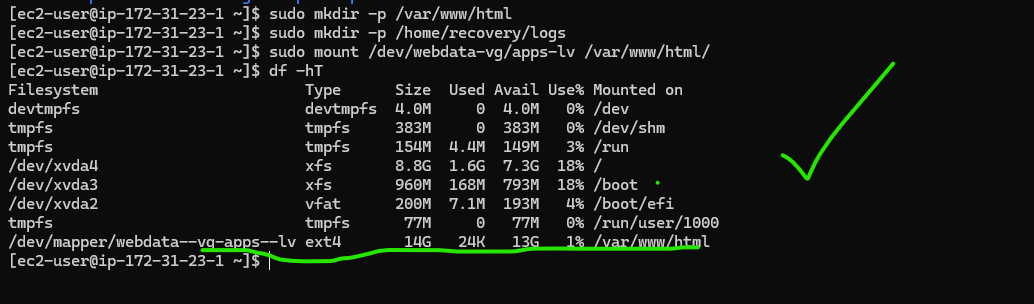 [ec2-user@ip-172-31-23-1 ~]$ sudo mkdir -p /var/www/html
[ec2-user@ip-172-31-23-1 ~]$ sudo mkdir -p /home/recovery/logs
[ec2-user@ip-172-31-23-1 ~]$ sudo mount /dev/webdata-vg/apps-lv /var/www/html/
[ec2-user@ip-172-31-23-1 ~]$ df -hT
Filesystem                      Type      Size  Used Avail Use% Mounted on
devtmpfs                        devtmpfs  4.0M     0  4.0M   0% /dev
tmpfs                           tmpfs     383M     0  383M   0% /dev/shm
tmpfs                           tmpfs     154M  4.4M  149M   3% /run
/dev/xvda4                      xfs       8.8G  1.6G  7.3G  18% /
/dev/xvda3                      xfs       960M  168M  793M  18% /boot
/dev/xvda2                      vfat      200M  7.1M  193M   4% /boot/efi
tmpfs                           tmpfs      77M     0   77M   0% /run/user/1000
/dev/mapper/webdata--vg-apps--lv ext4       14G   24K   13G   1% /var/www/html
[ec2-user@ip-172-31-23-1 ~]$